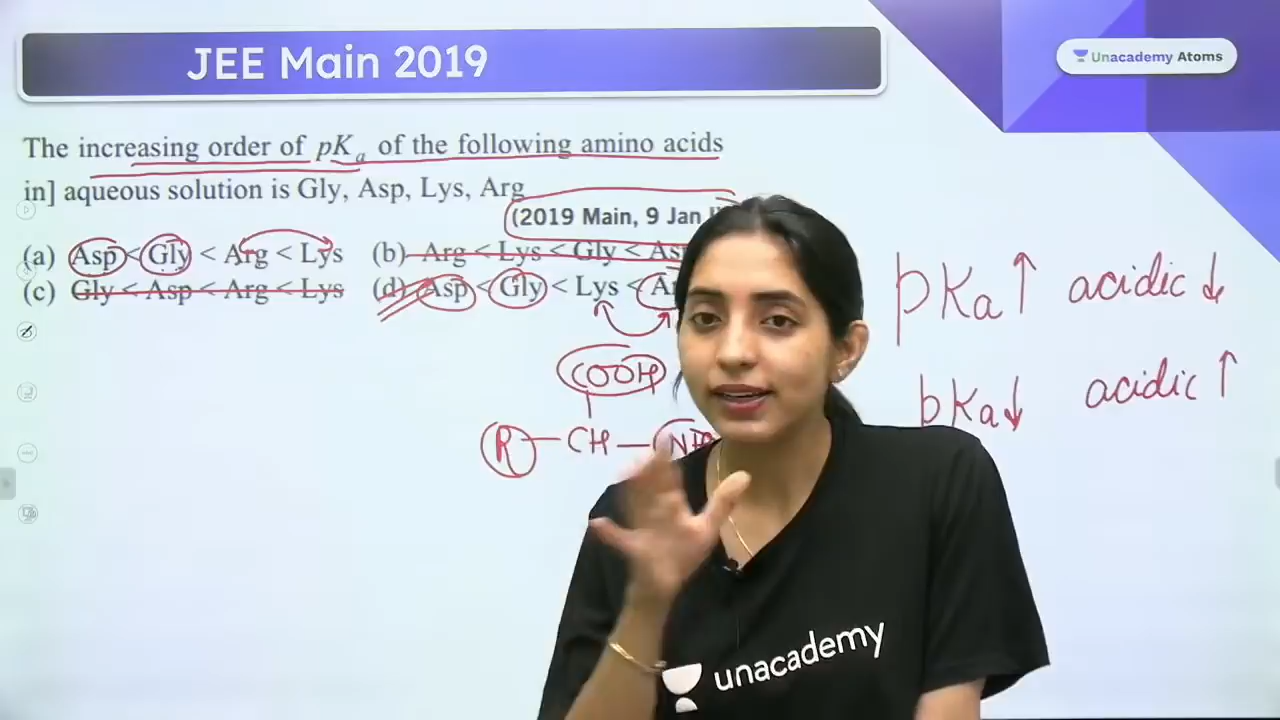 JEE Main 2019
Unacademy Atoms
The increasing order of pKa of the following amino acids
in] aqueous solution is Gly, Asp, Lys, Arg
(2019 Main, 9 Jan
(a) Asp < Gly < Arg < Lys (b) Arg < Lys < Gly < Asp
(c) Gly < Asp < Arg < Lys (d) Asp < Gly < Lys < Ar
pKa↑ acidic↓
COOH
pKa↓ acidic↑
R—CH—NH
unacademy